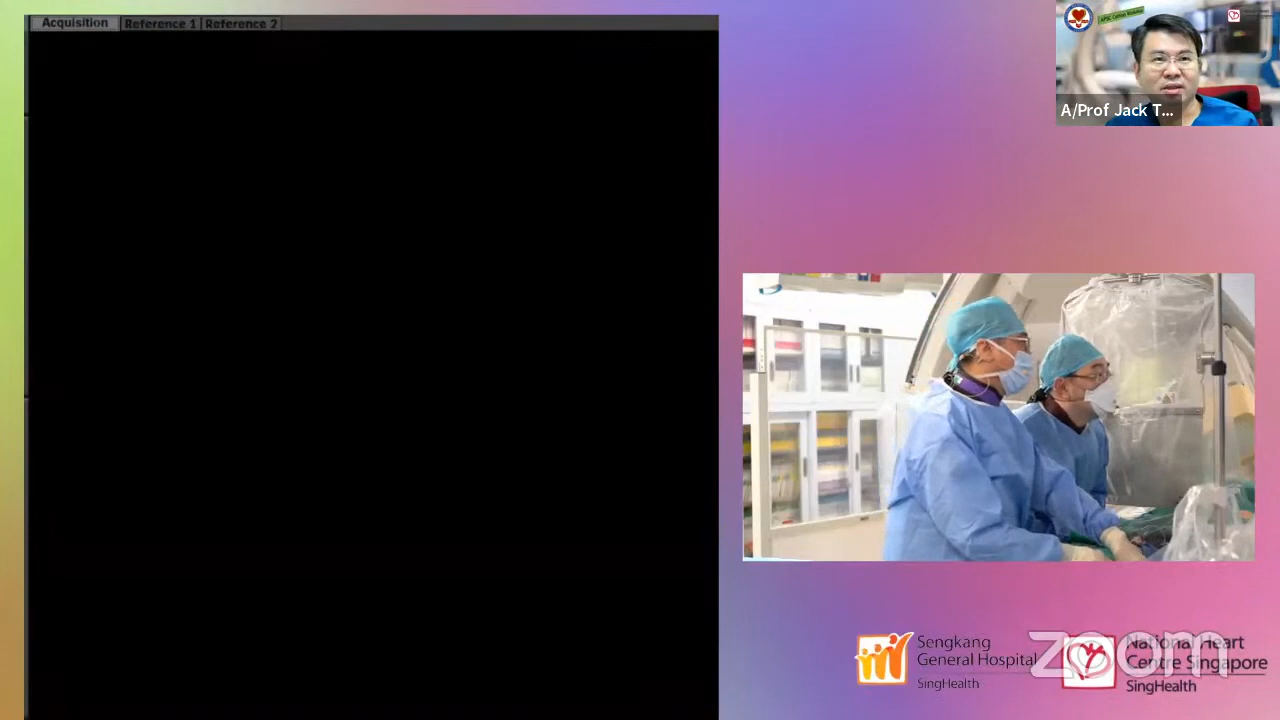 Acquisition
Reference 1
Reference 2
A/Prof Jack T...
Sengkang
General Hospital
SingHealth
zoom
National Heart
Centre Singapore
SingHealth